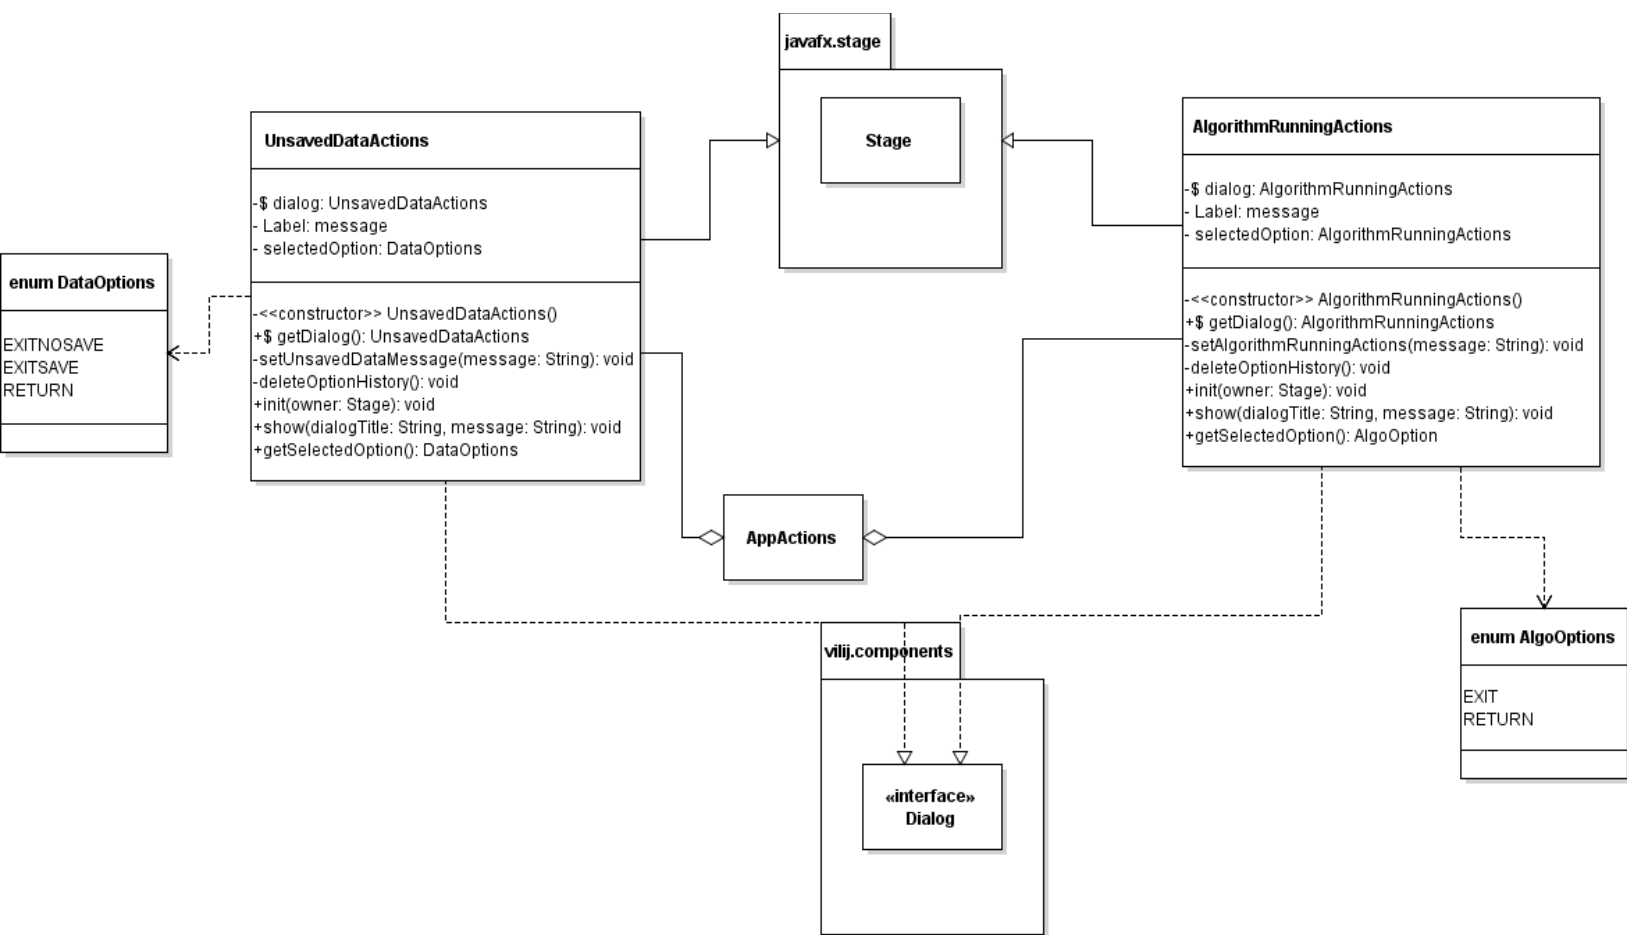 javafx.stage
Stage
UnsavedDataActions
-$ dialog: UnsavedDataActions
- Label: message
- selectedOption: DataOptions
-<<constructor>> UnsavedDataActions()
+$ getDialog(): UnsavedDataActions
-setUnsavedDataMessage(message: String): void
-deleteOptionHistory(): void
+init(owner: Stage): void
+show(dialogTitle: String, message: String): void
+getSelectedOption(): DataOptions
AlgorithmRunningActions
-$ dialog: AlgorithmRunningActions
- Label: message
- selectedOption: AlgorithmRunningActions
-<<constructor>> AlgorithmRunningActions()
+$ getDialog(): AlgorithmRunningActions
-setAlgorithmRunningActions(message: String): void
-deleteOptionHistory(): void
+init(owner: Stage): void
+show(dialogTitle: String, message: String): void
+getSelectedOption(): AlgoOption
enum DataOptions
EXITNOSAVE
EXITSAVE
RETURN
AppActions
vilij.components
«interface»
Dialog
enum AlgoOptions
EXIT
RETURN